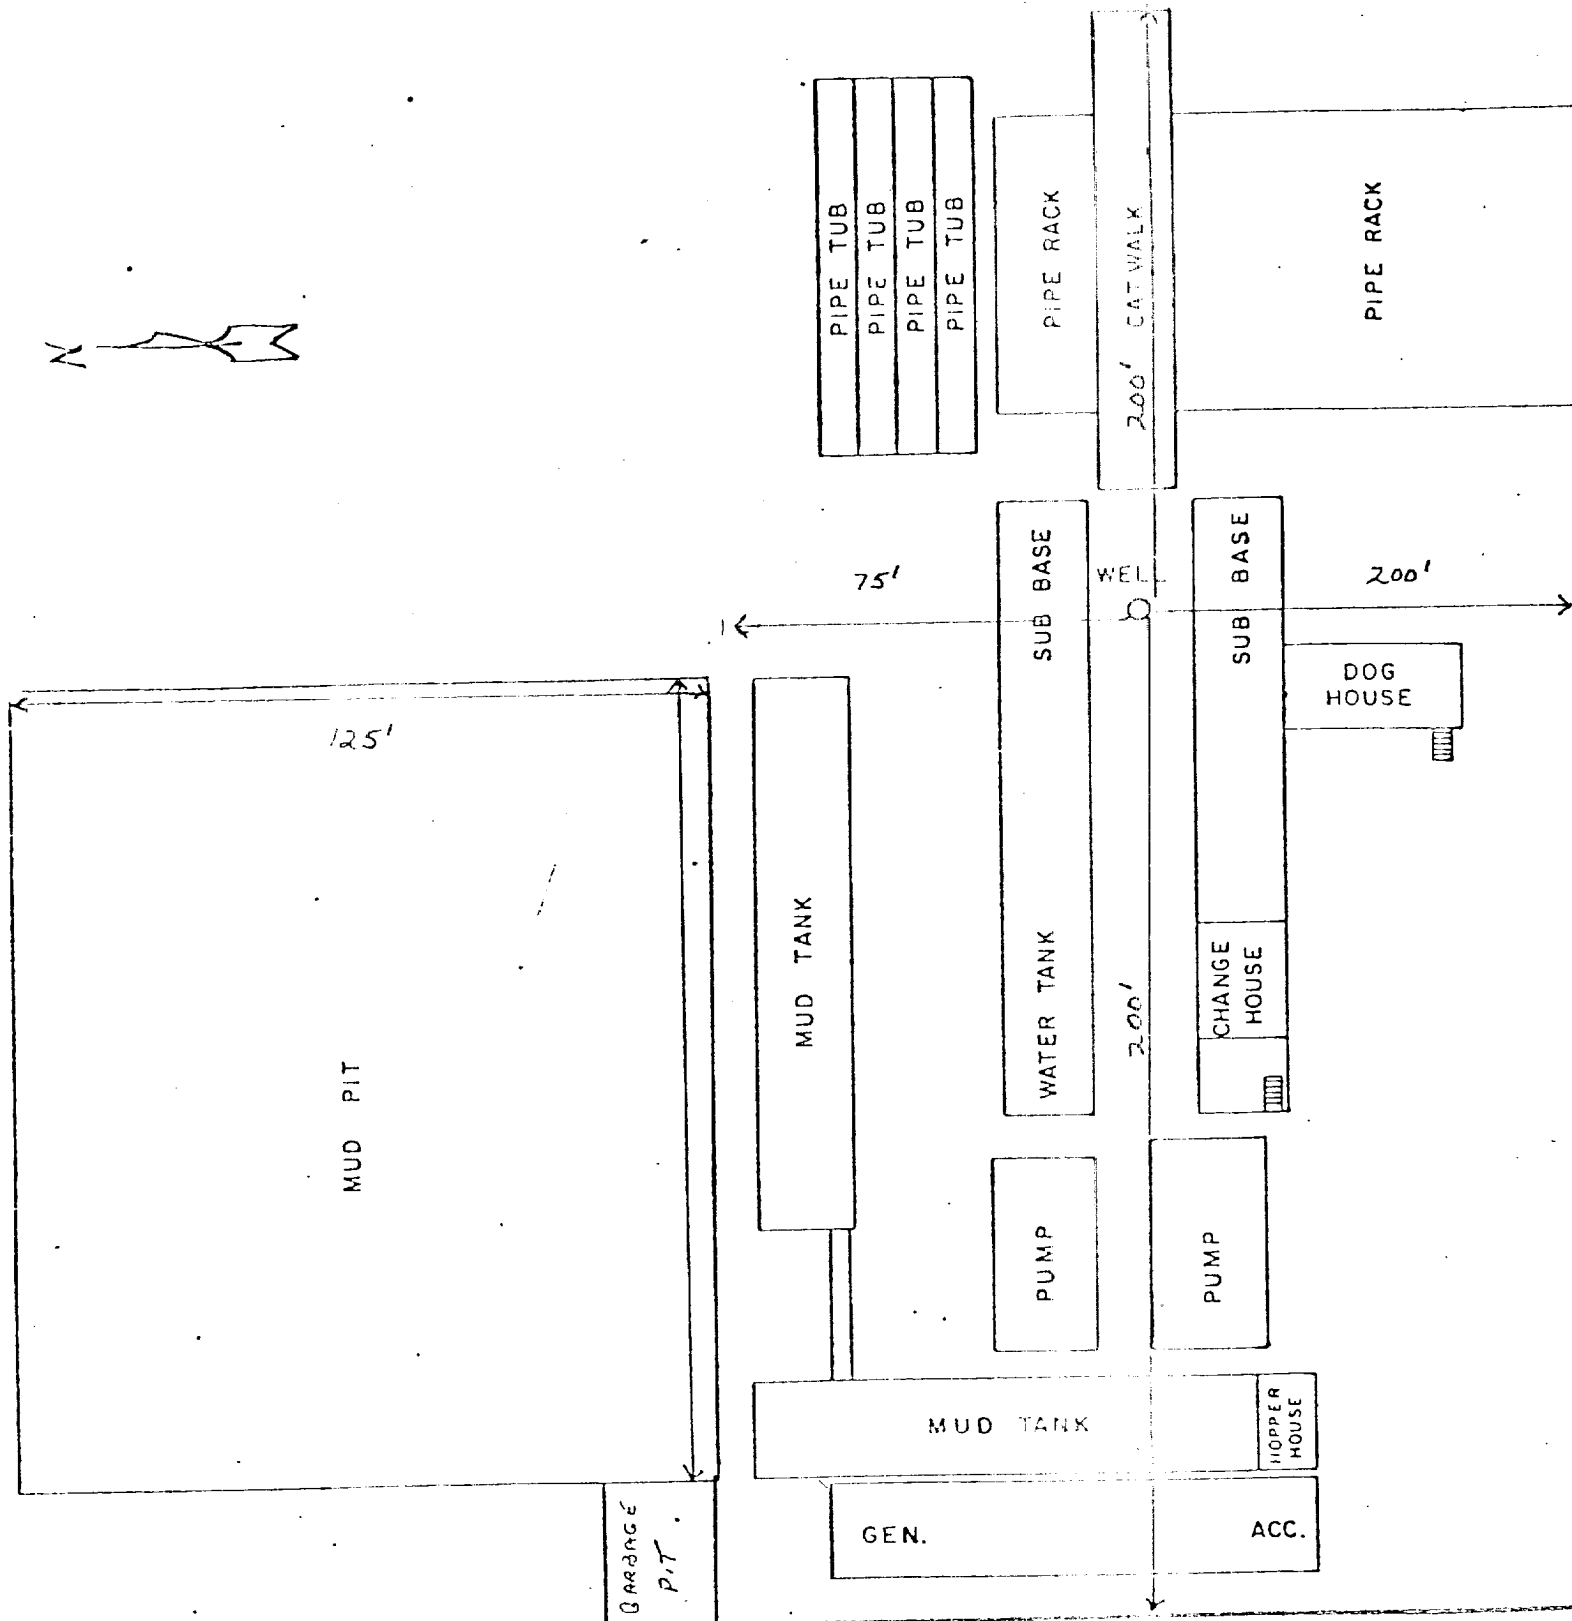 N
PIPE TUB
PIPE TUB
PIPE TUB
PIPE TUB
PIPE RACK
200' CATWALK
PIPE RACK
75'
SUB BASE
WELL
SUB BASE
200'
DOG
HOUSE
125'
MUD PIT
MUD TANK
WATER TANK
200'
CHANGE
HOUSE
PUMP
PUMP
MUD TANK
HOPPER
HOUSE
GARBAGE
PIT.
GEN.
ACC.